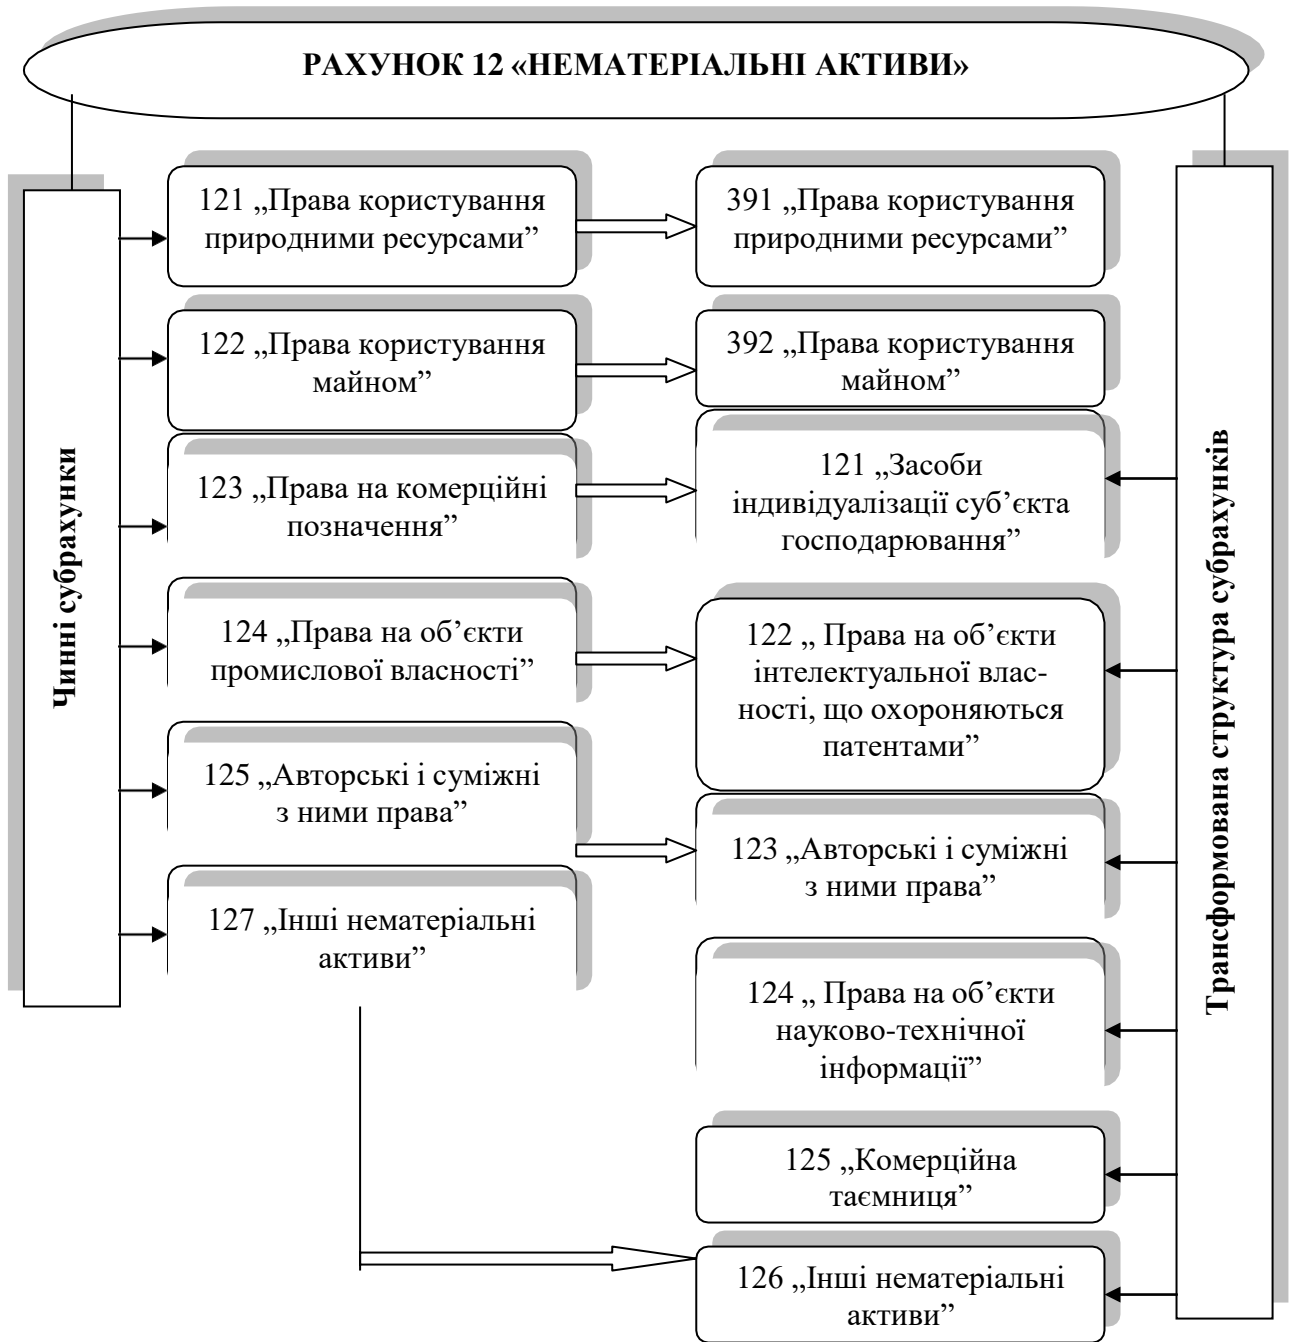 РАХУНОК 12 «НЕМАТЕРІАЛЬНІ АКТИВИ»
Чинні субрахунки
121 „Права користування
природними ресурсами”
122 „Права користування
майном”
123 „Права на комерційні
позначення”
124 „Права на об’єкти
промислової власності”
125 „Авторські і суміжні
з ними права”
127 „Інші нематеріальні
активи”
391 „Права користування
природними ресурсами”
392 „Права користування
майном”
121 „Засоби
індивідуалізації суб’єкта
господарювання”
122 „ Права на об’єкти
інтелектуальної влас-
ності, що охороняються
патентами”
123 „Авторські і суміжні
з ними права”
124 „ Права на об’єкти
науково-технічної
інформації”
125 „Комерційна
таємниця”
126 „Інші нематеріальні
активи”
Трансформована структура субрахунків